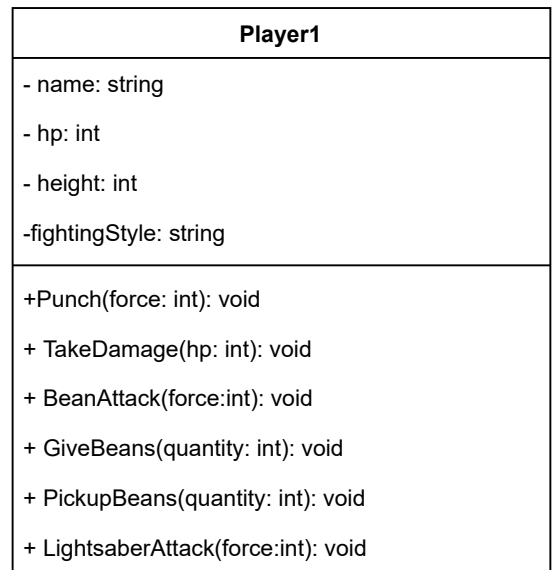 Player1
- name: string
- hp: int
- height: int
-fightingStyle: string
+Punch(force: int): void
+ TakeDamage(hp: int): void
+ BeanAttack(force:int): void
+ GiveBeans(quantity: int): void
+ PickupBeans(quantity: int): void
+ LightsaberAttack(force:int): void